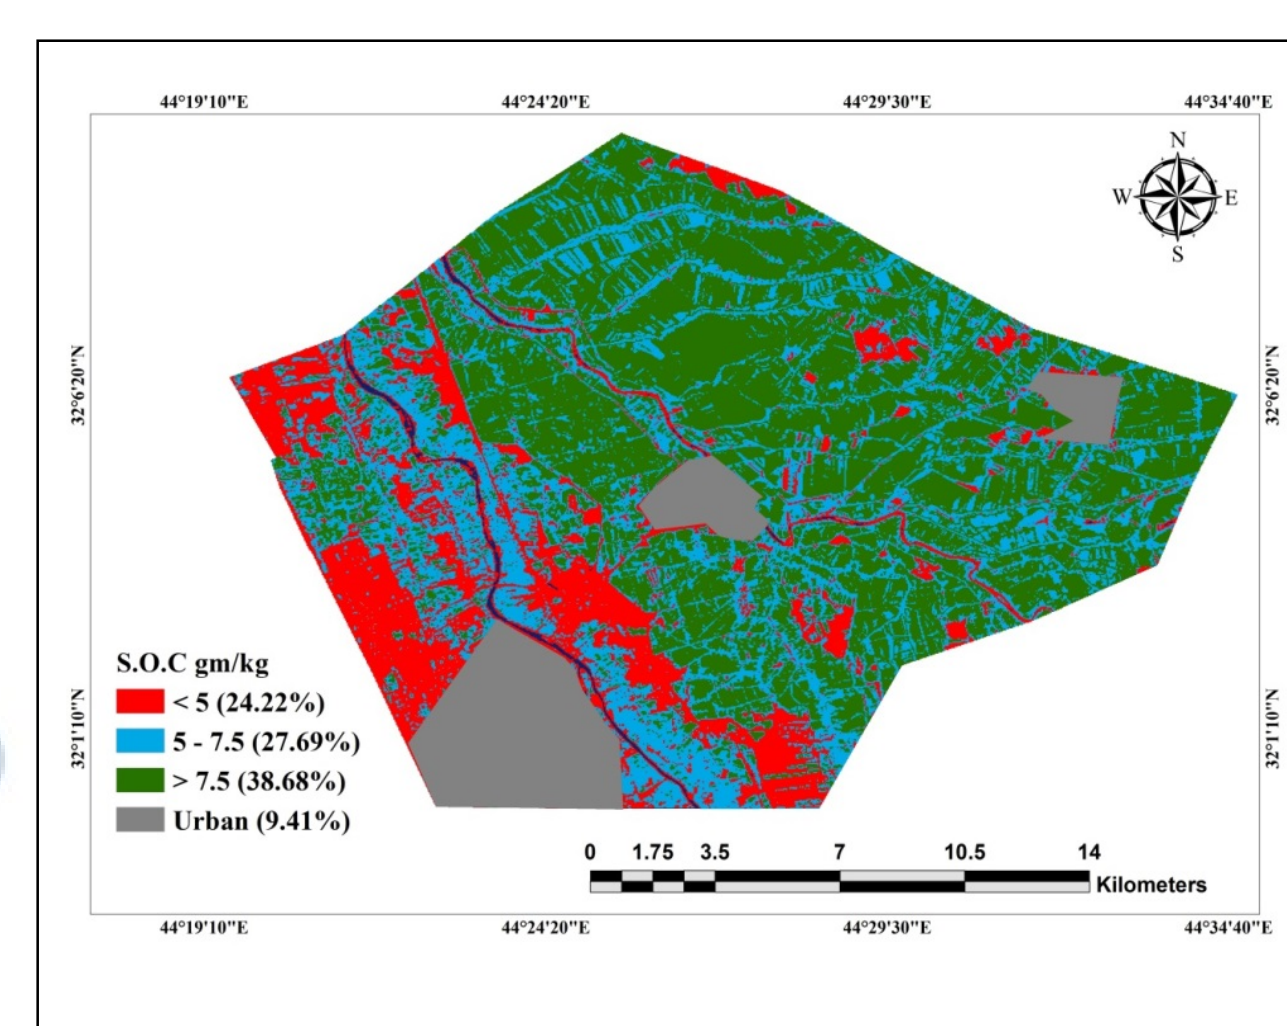 44°19'10"E 44°24'20"E 44°29'30"E 44°34'40"E
N
W E
S
32°6'20"N 32°6'20"N
32°1'10"N 32°1'10"N
S.O.C gm/kg
< 5 (24.22%)
5 - 7.5 (27.69%)
> 7.5 (38.68%)
Urban (9.41%)
0 1.75 3.5 7 10.5 14
Kilometers
44°19'10"E 44°24'20"E 44°29'30"E 44°34'40"E